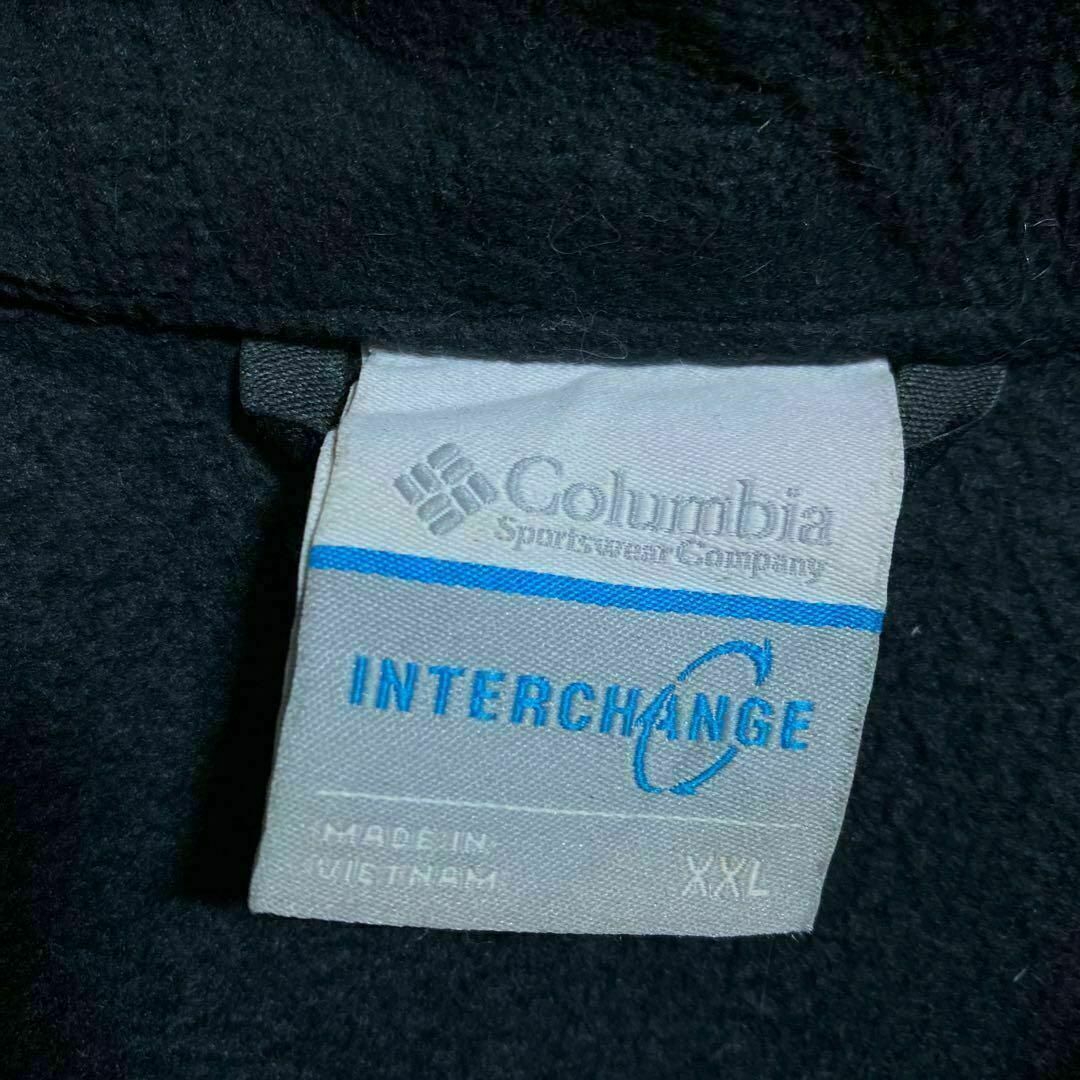 Columbia
Sportswear Company
INTERCHANGE
MADE IN
VIETNAM
XXL